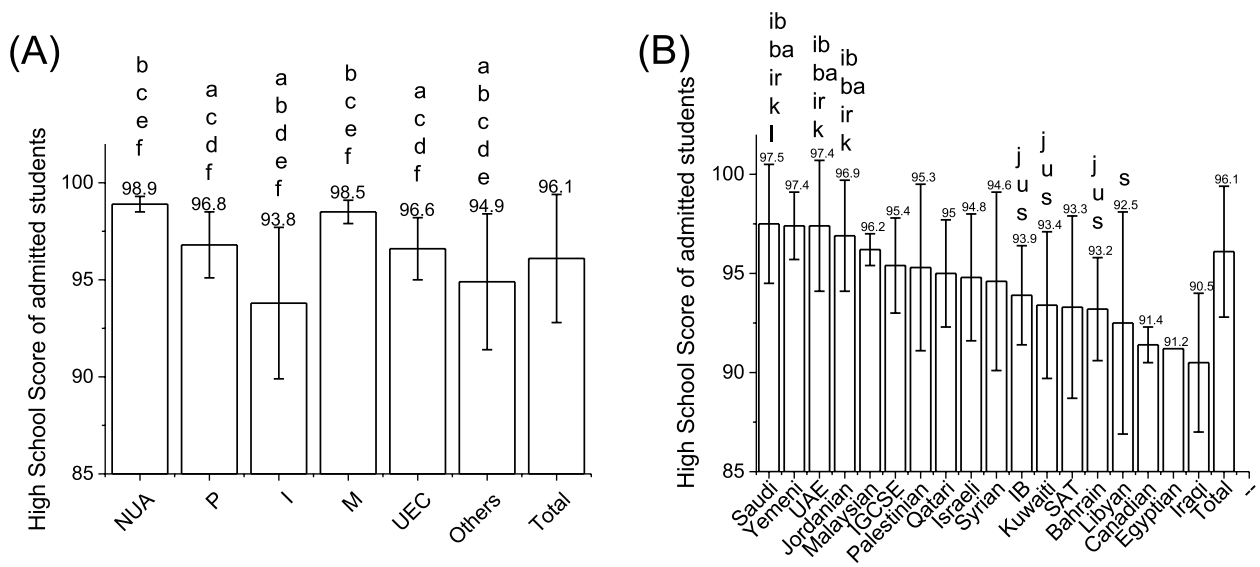 (A)
High School Score of admitted students
100
95
90
85
b
c
e
f
a
c
d
f
a
b
d
e
f
b
c
e
f
a
c
d
f
a
b
c
d
e
98.9
96.8
93.8
98.5
96.6
94.9
96.1
NUA
P
I
M
UEC
Others
Total
(B)
High School Score of admitted students
100
95
90
85
ib
ba
ir
k
l
ib
ba
ir
k
ib
ba
ir
k
j
u
s
j
u
s
j
u
s
s
97.5
97.4
97.4
96.9
96.2
95.4
95.3
95
94.8
94.6
93.9
93.4
93.3
93.2
92.5
91.4
91.2
90.5
96.1
Saudi
Yemeni
UAE
Jordanian
Malaysian
IGCSE
Palestinian
Qatari
Israeli
Syrian
IB
Kuwaiti
SAT
Bahrain
Libyan
Canadian
Egyptian
Iraqi
Total
--